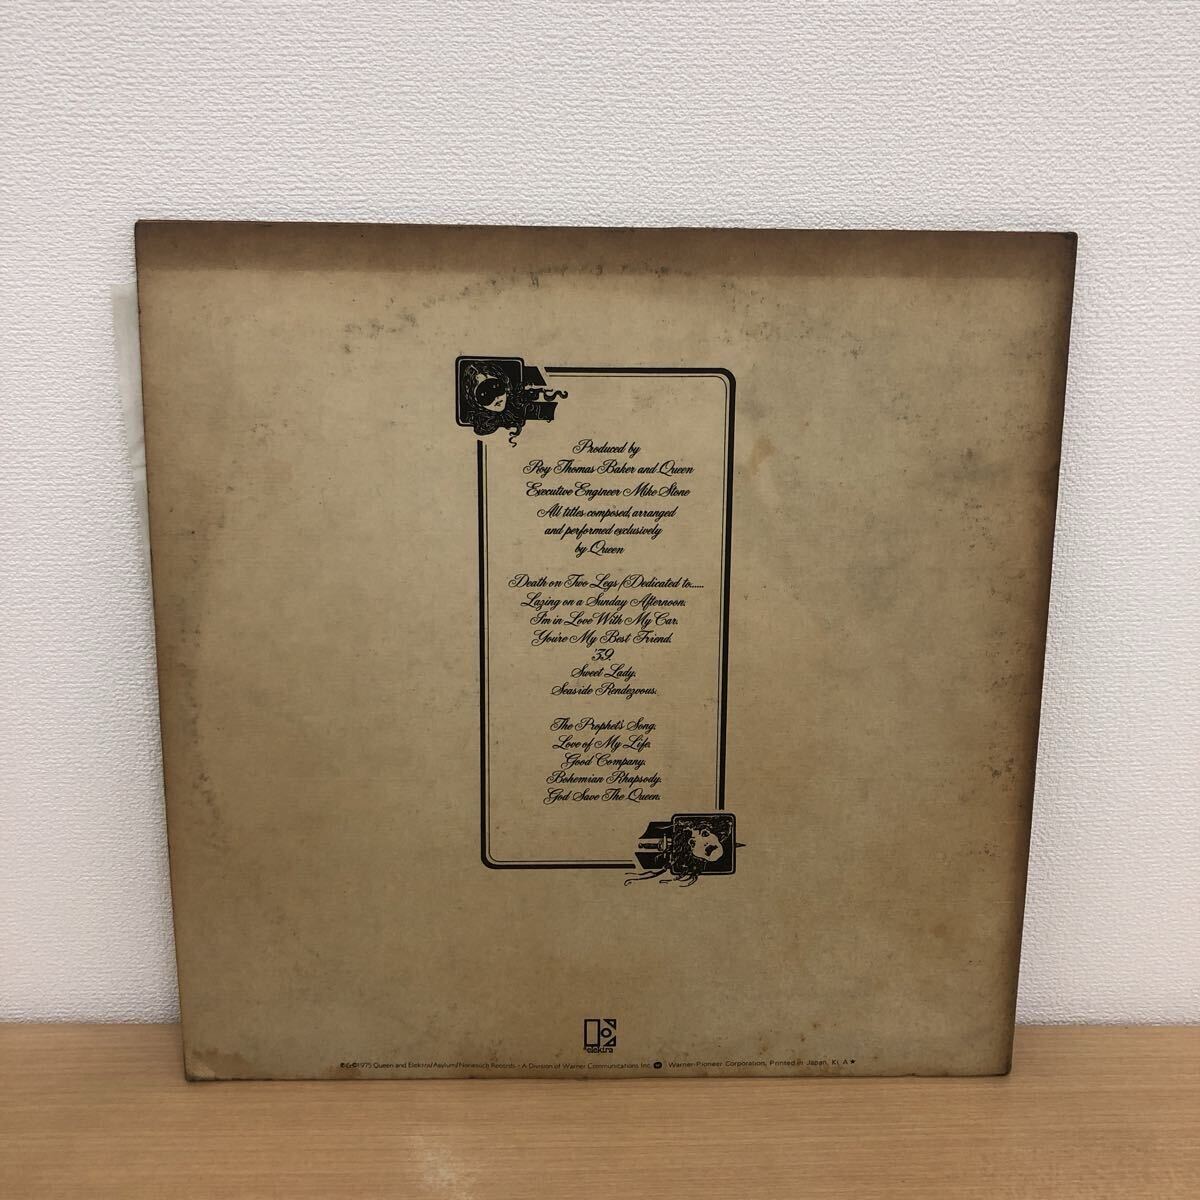 Produced by
Roy Thomas Baker and Queen
Executive Engineer Mike Stone
All titles composed, arranged
and performed exclusively
by Queen
Death on Two Legs (Dedicated to......
Lazing on a Sunday Afternoon.
I'm in Love With My Car.
You're My Best Friend.
'39.
Sweet Lady.
Seaside Rendezvous.
The Prophet's Song.
Love of My Life.
Good Company.
Bohemian Rhapsody.
God Save The Queen.
elektra
℗ & © 1975 Queen and Elektra/Asylum/Nonesuch Records • A Division of Warner Communications Inc. Warner-Pioneer Corporation, Printed in Japan, Ki. A ★